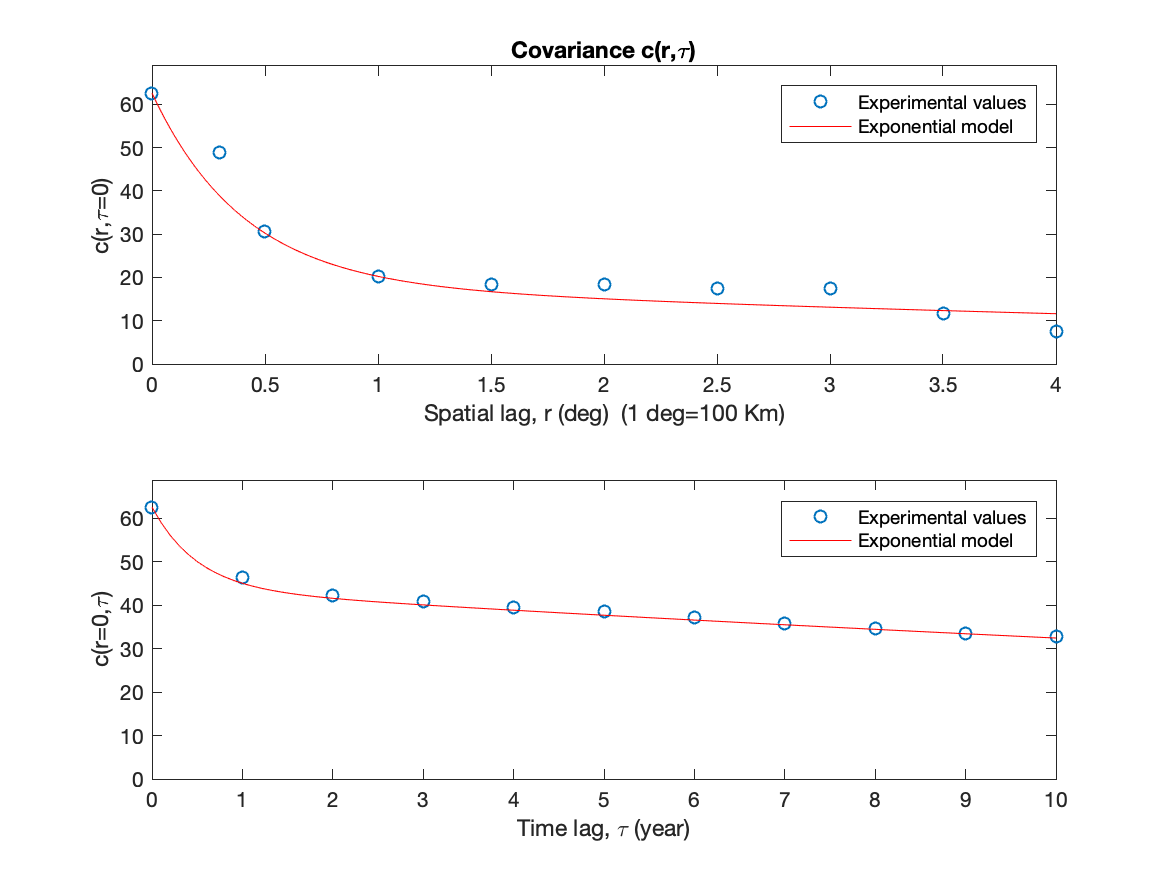 Covariance c(r,τ)
60
50
40
30
20
10
0
c(r,τ=0)
Experimental values
Exponential model
0 0.5 1 1.5 2 2.5 3 3.5 4
Spatial lag, r (deg)  (1 deg=100 Km)
60
50
40
30
20
10
0
c(r=0,τ)
Experimental values
Exponential model
0 1 2 3 4 5 6 7 8 9 10
Time lag, τ (year)